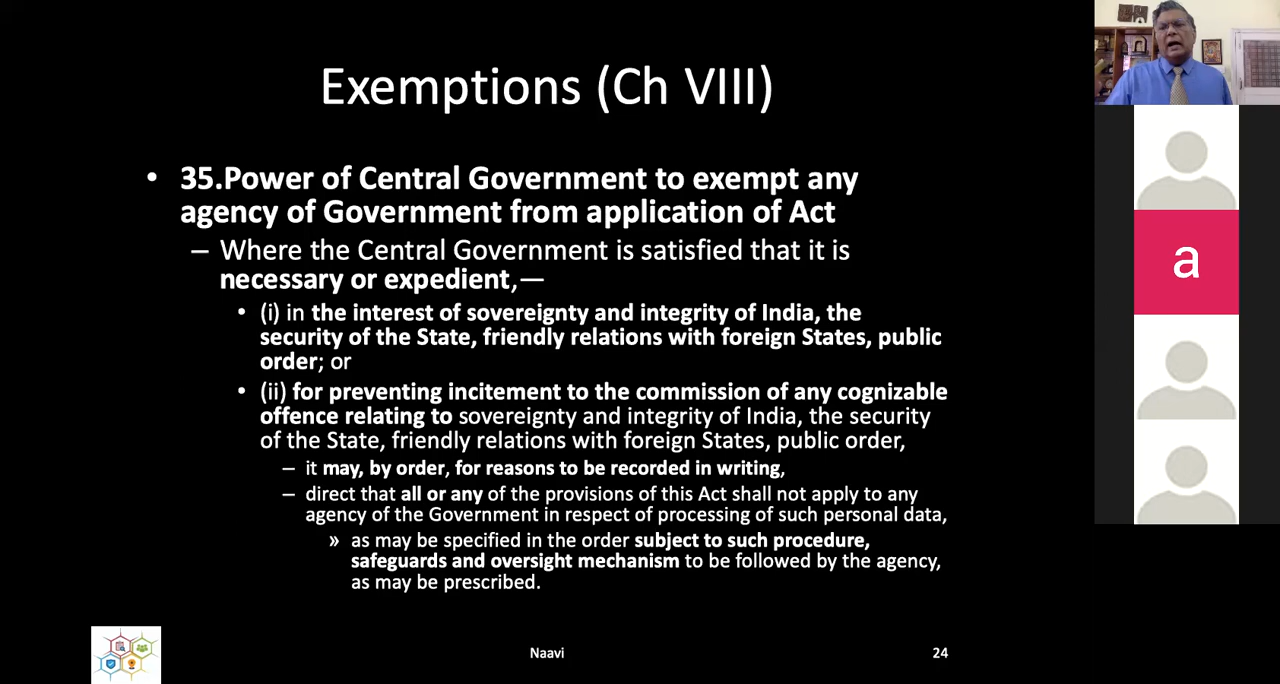 Exemptions (Ch VIII)
• 35.Power of Central Government to exempt any
agency of Government from application of Act
– Where the Central Government is satisfied that it is
necessary or expedient,—
• (i) in the interest of sovereignty and integrity of India, the
security of the State, friendly relations with foreign States, public
order; or
• (ii) for preventing incitement to the commission of any cognizable
offence relating to sovereignty and integrity of India, the security
of the State, friendly relations with foreign States, public order,
– it may, by order, for reasons to be recorded in writing,
– direct that all or any of the provisions of this Act shall not apply to any
agency of the Government in respect of processing of such personal data,
» as may be specified in the order subject to such procedure,
safeguards and oversight mechanism to be followed by the agency,
as may be prescribed.
Naavi
24
a